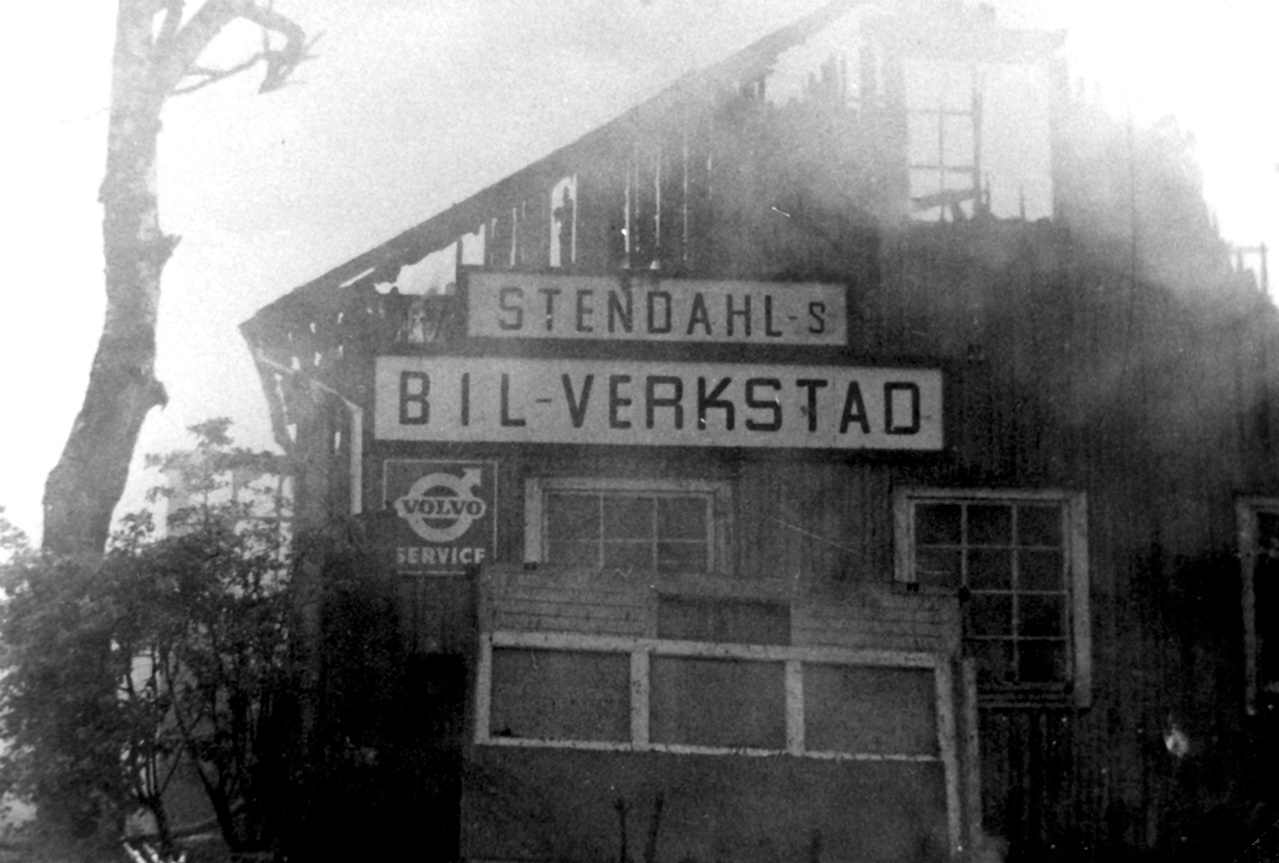 STENDAHL-S
BIL-VERKSTAD
VOLVO
SERVICE